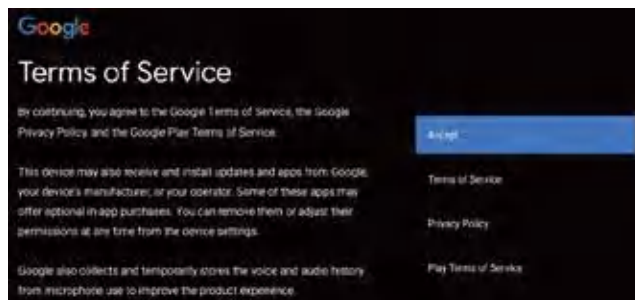 Google
Terms of Service
By continuing, you agree to the Google Terms of Service, the Google
Privacy Policy and the Google Play Terms of Service.
This device may also receive and install updates and apps from Google,
your device's manufacturer, or your operator. Some of these apps may
offer optional in-app purchases. You can remove them or adjust their
permissions at any time from the device settings.
Google also collects and temporarily stores the voice and audio history
from microphone use to improve the product experience.
Accept
Terms of Service
Privacy Policy
Play Terms of Service